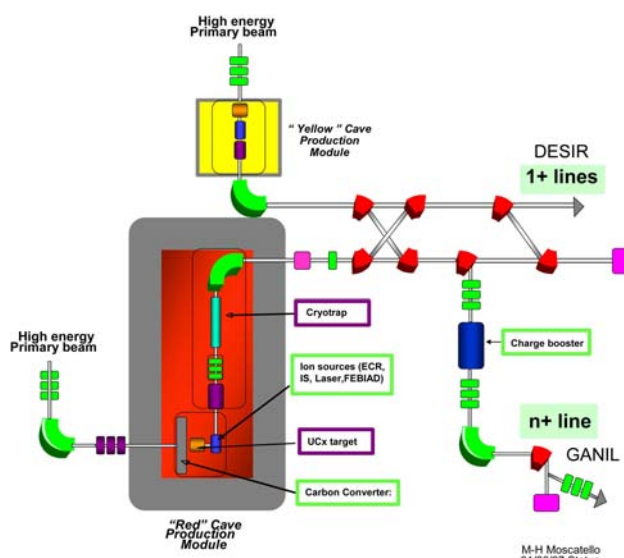 High energy
Primary beam
“ Yellow ” Cave
Production
Module
DESIR
1+ lines
High energy
Primary beam
Cryotrap
Ion sources (ECR,
IS, Laser,FEBIAD)
UCx target
Carbon Converter:
Charge booster
n+ line
GANIL
“Red” Cave
Production
Module
M-H Moscatello